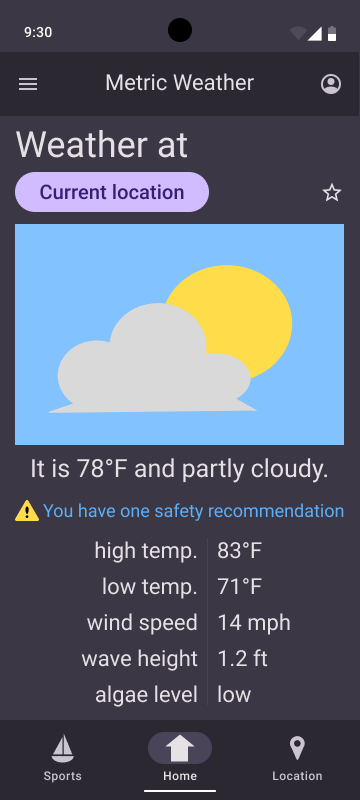 9:30
Metric Weather
Weather at
Current location
It is 78°F and partly cloudy.
You have one safety recommendation
high temp. 83°F
low temp. 71°F
wind speed 14 mph
wave height 1.2 ft
algae level low
Sports Home Location